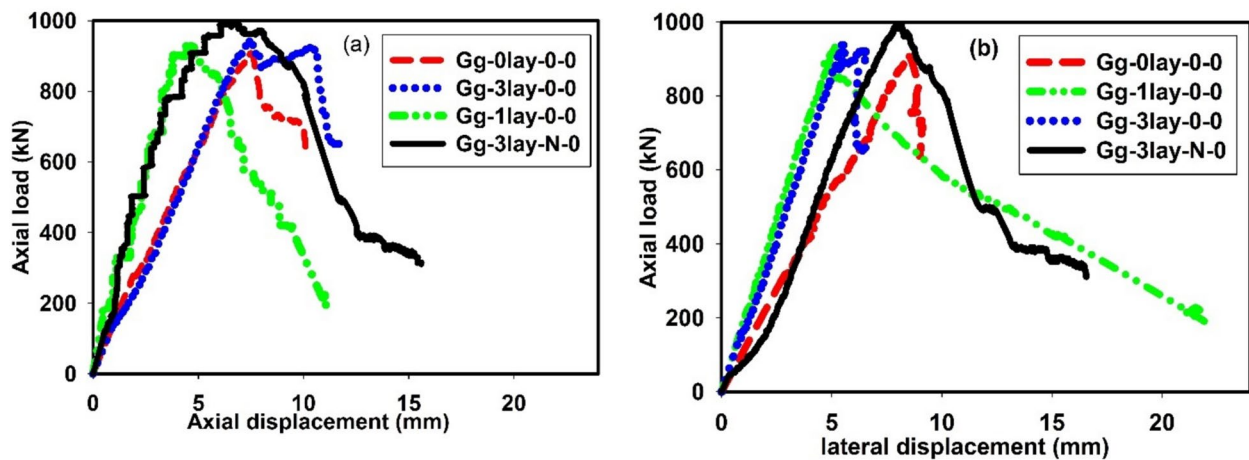 (a)
Axial load (kN)
1000
800
600
400
200
0
Gg-0lay-0-0
Gg-3lay-0-0
Gg-1lay-0-0
Gg-3lay-N-0
0 5 10 15 20
Axial displacement (mm)
(b)
Axial load (kN)
1000
800
600
400
200
0
Gg-0lay-0-0
Gg-1lay-0-0
Gg-3lay-0-0
Gg-3lay-N-0
0 5 10 15 20
lateral displacement (mm)